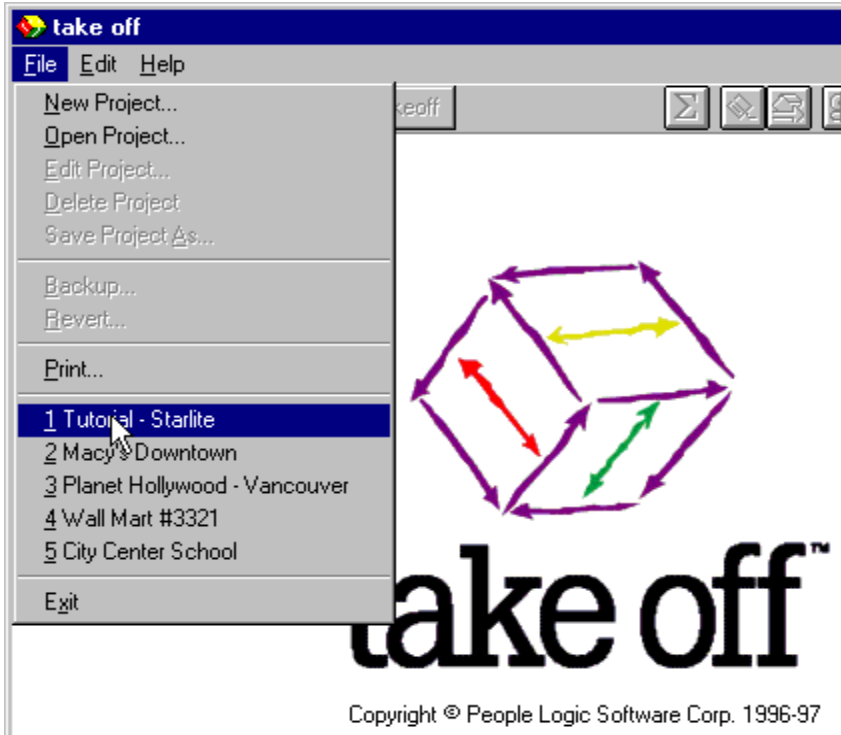 take off
File Edit Help
New Project...
Open Project...
Edit Project...
Delete Project
Save Project As...
Backup...
Revert...
Print...
1 Tutorial - Starlite
2 Macy's Downtown
3 Planet Hollywood - Vancouver
4 Wall Mart #3321
5 City Center School
Exit
keoff
Σ
take off™
Copyright © People Logic Software Corp. 1996-97